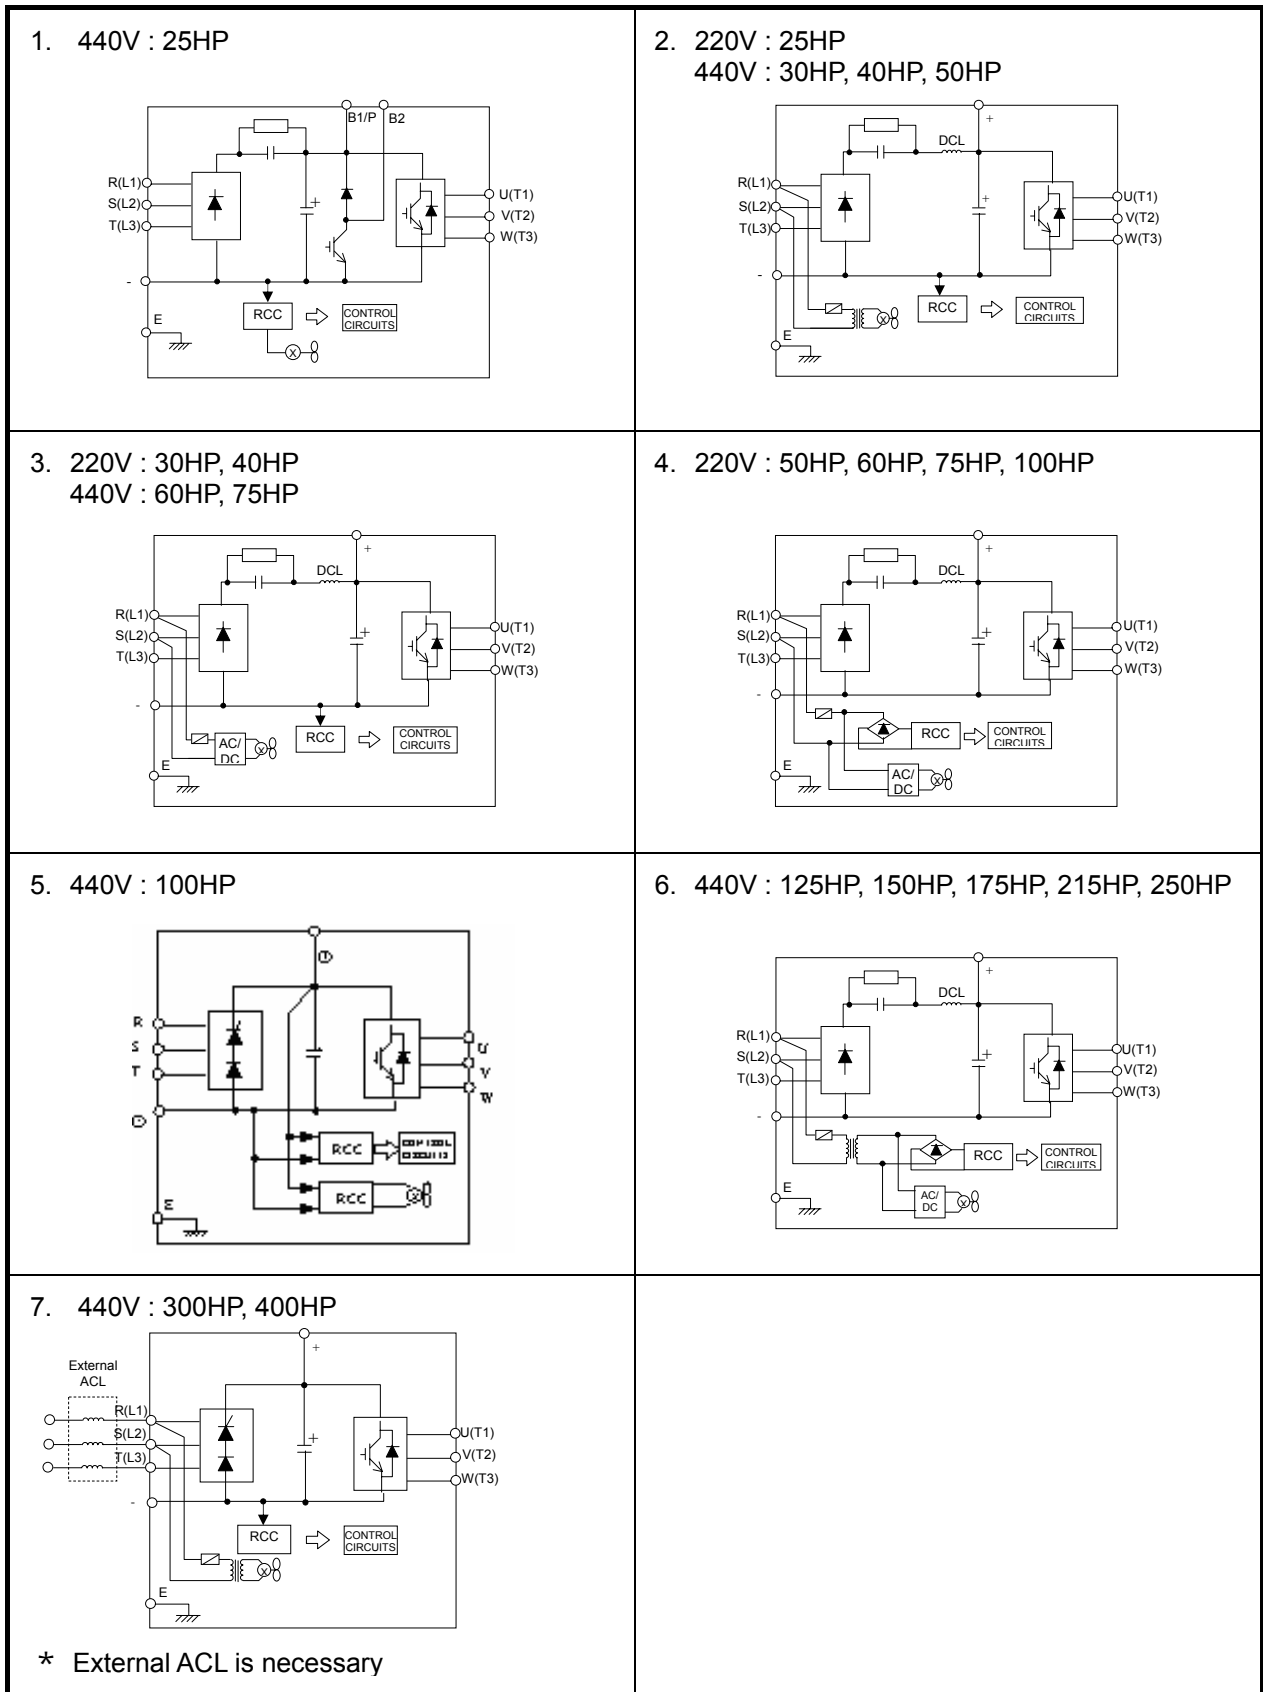 1. 440V : 25HP
B1/P B2
R(L1)
S(L2)
T(L3)
+
U(T1)
V(T2)
W(T3)
-
RCC
CONTROL
CIRCUITS
E
X
2. 220V : 25HP
440V : 30HP, 40HP, 50HP
+
DCL
R(L1)
S(L2)
T(L3)
+
U(T1)
V(T2)
W(T3)
-
RCC
CONTROL
CIRCUITS
X
E
3. 220V : 30HP, 40HP
440V : 60HP, 75HP
+
DCL
R(L1)
S(L2)
T(L3)
+
U(T1)
V(T2)
W(T3)
-
AC/
DC
X
RCC
CONTROL
CIRCUITS
E
4. 220V : 50HP, 60HP, 75HP, 100HP
+
DCL
R(L1)
S(L2)
T(L3)
+
U(T1)
V(T2)
W(T3)
-
RCC
CONTROL
CIRCUITS
E
AC/
DC
X
5. 440V : 100HP
+
R
S
T
U
V
W
-
RCC
CONTROL
CIRCUITS
RCC
X
E
6. 440V : 125HP, 150HP, 175HP, 215HP, 250HP
+
DCL
R(L1)
S(L2)
T(L3)
+
U(T1)
V(T2)
W(T3)
-
RCC
CONTROL
CIRCUITS
E
AC/
DC
X
7. 440V : 300HP, 400HP
+
External
ACL
R(L1)
S(L2)
T(L3)
+
U(T1)
V(T2)
W(T3)
-
RCC
CONTROL
CIRCUITS
X
E
* External ACL is necessary